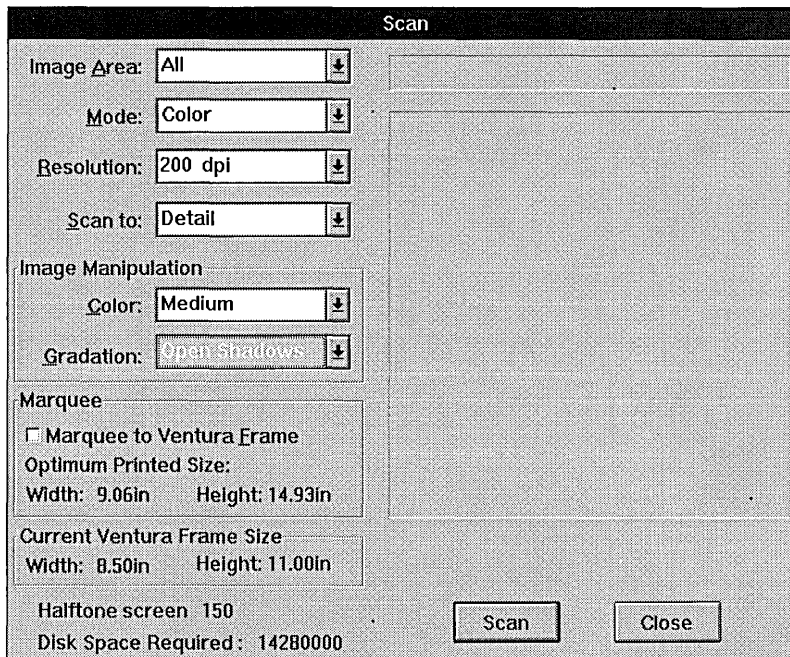 Scan
Image Area: All
Mode: Color
Resolution: 200 dpi
Scan to: Detail
Image Manipulation
Color: Medium
Gradation: Open Shadows
Marquee
Marquee to Ventura Frame
Optimum Printed Size:
Width: 9.06in Height: 14.93in
Current Ventura Frame Size
Width: 8.50in Height: 11.00in
Halftone screen 150
Disk Space Required : 14280000
Scan Close